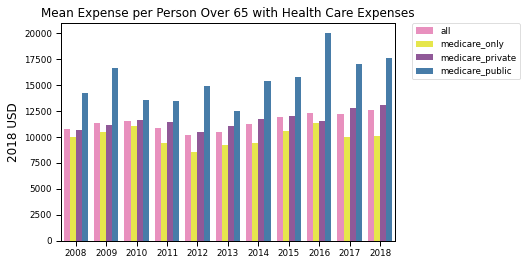 Mean Expense per Person Over 65 with Health Care Expenses
all
medicare_only
medicare_private
medicare_public
2018 USD
20000
17500
15000
12500
10000
7500
5000
2500
0
2008 2009 2010 2011 2012 2013 2014 2015 2016 2017 2018